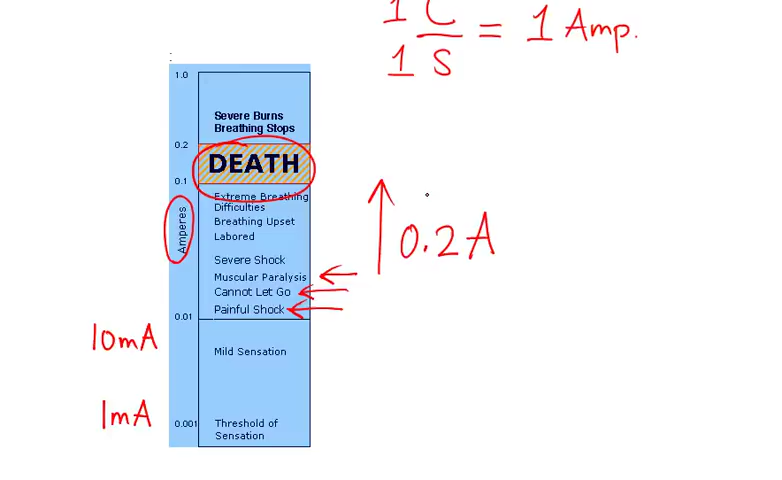 1 C
1 S = 1 Amp.
1.0
Severe Burns
Breathing Stops
0.2
DEATH
0.1
Extreme Breathing
Difficulties
Breathing Upset
Labored
Amperes
0.2 A
Severe Shock
Muscular Paralysis
Cannot Let Go
Painful Shock
0.01
10mA
Mild Sensation
1mA
0.001
Threshold of
Sensation